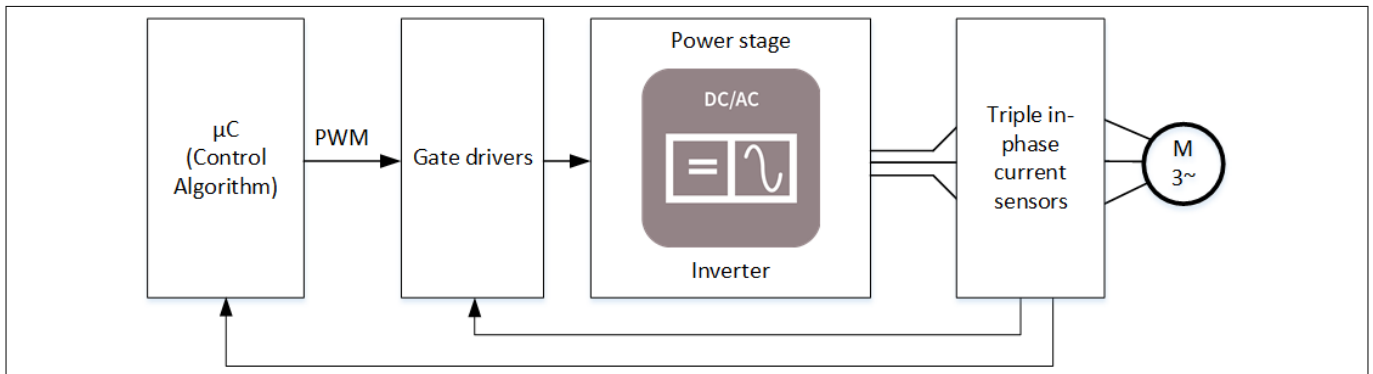 µC
(Control
Algorithm)
PWM
Gate drivers
Power stage
DC/AC
Inverter
Triple in-
phase
current
sensors
M
3~